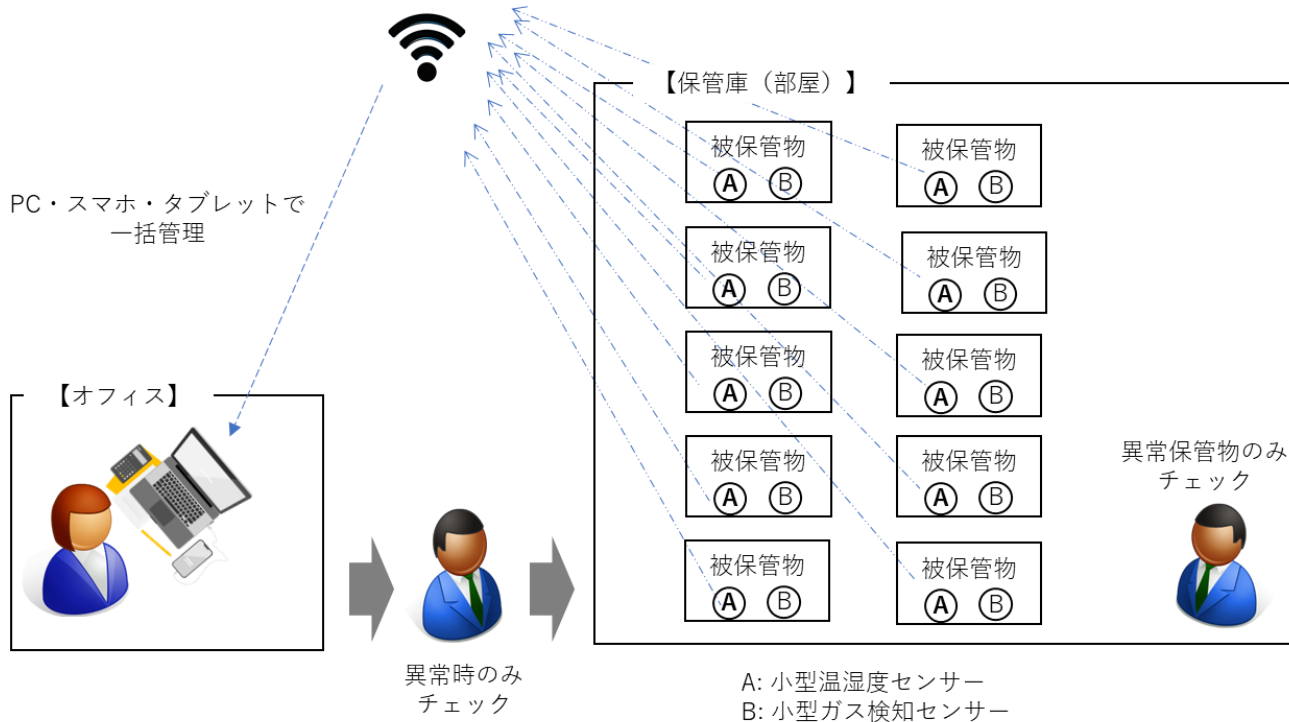 【保管庫（部屋）】
被保管物
A B
被保管物
A B
被保管物
A B
被保管物
A B
被保管物
A B
被保管物
A B
被保管物
A B
被保管物
A B
被保管物
A B
被保管物
A B
PC・スマホ・タブレットで
一括管理
【オフィス】
異常時のみ
チェック
異常保管物のみ
チェック
A: 小型温湿度センサー
B: 小型ガス検知センサー